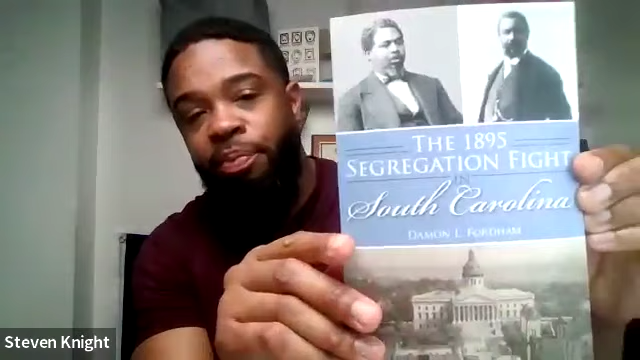 THE 1895
SEGREGATION FIGHT
IN
South Carolina
DAMON L. FORDHAM
Steven Knight